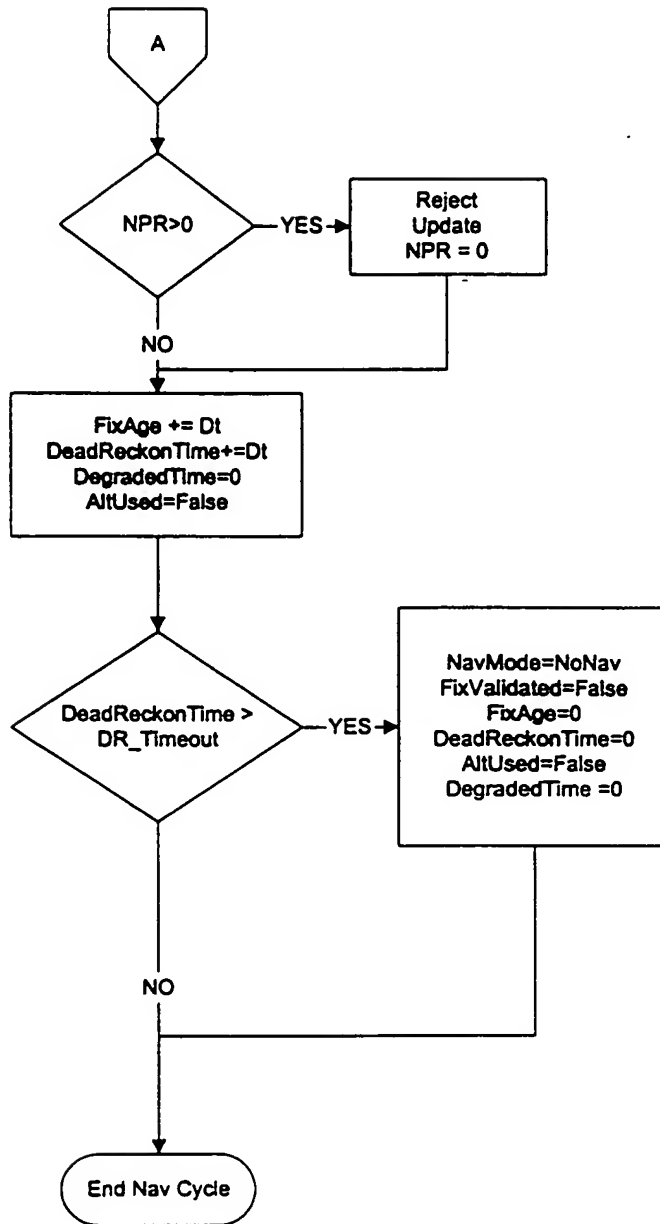 A
NPR>0
YES
Reject
Update
NPR = 0
NO
FixAge += Dt
DeadReckonTime+=Dt
DegradedTime=0
AltUsed=False
DeadReckonTime >
DR_Timeout
YES
NavMode=NoNav
FixValidated=False
FixAge=0
DeadReckonTime=0
AltUsed=False
DegradedTime =0
NO
End Nav Cycle